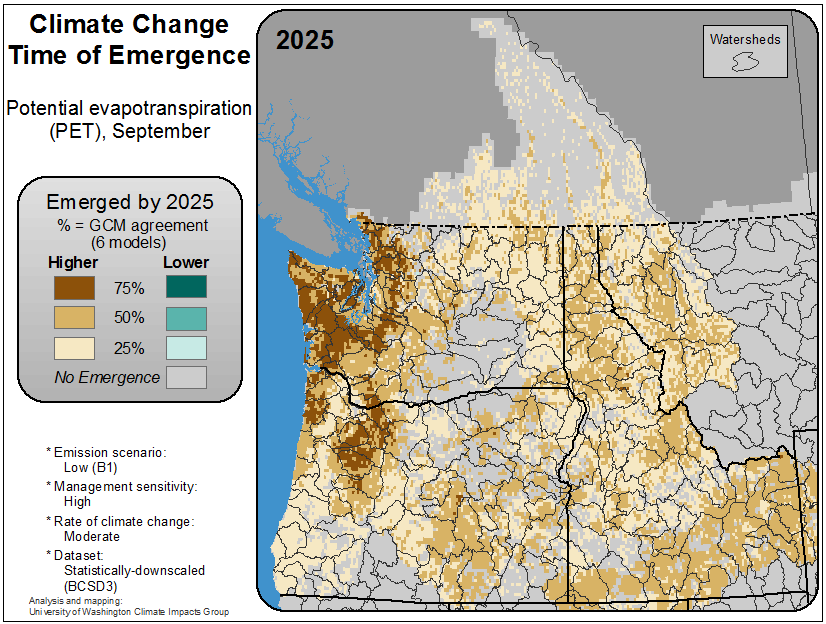 Climate Change
Time of Emergence
2025
Watersheds
Potential evapotranspiration
(PET), September
Emerged by 2025
% = GCM agreement
(6 models)
Higher Lower
75%
50%
25%
No Emergence
* Emission scenario:
Low (B1)
* Management sensitivity:
High
* Rate of climate change:
Moderate
* Dataset:
Statistically-downscaled
(BCSD3)
Analysis and mapping:
University of Washington Climate Impacts Group